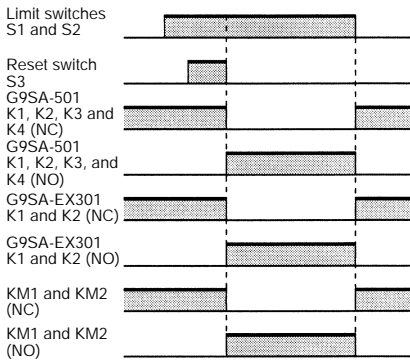 Limit switches
S1 and S2
Reset switch
S3
G9SA-501
K1, K2, K3 and
K4 (NC)
G9SA-501
K1, K2, K3, and
K4 (NO)
G9SA-EX301
K1 and K2 (NC)
G9SA-EX301
K1 and K2 (NO)
KM1 and KM2
(NC)
KM1 and KM2
(NO)